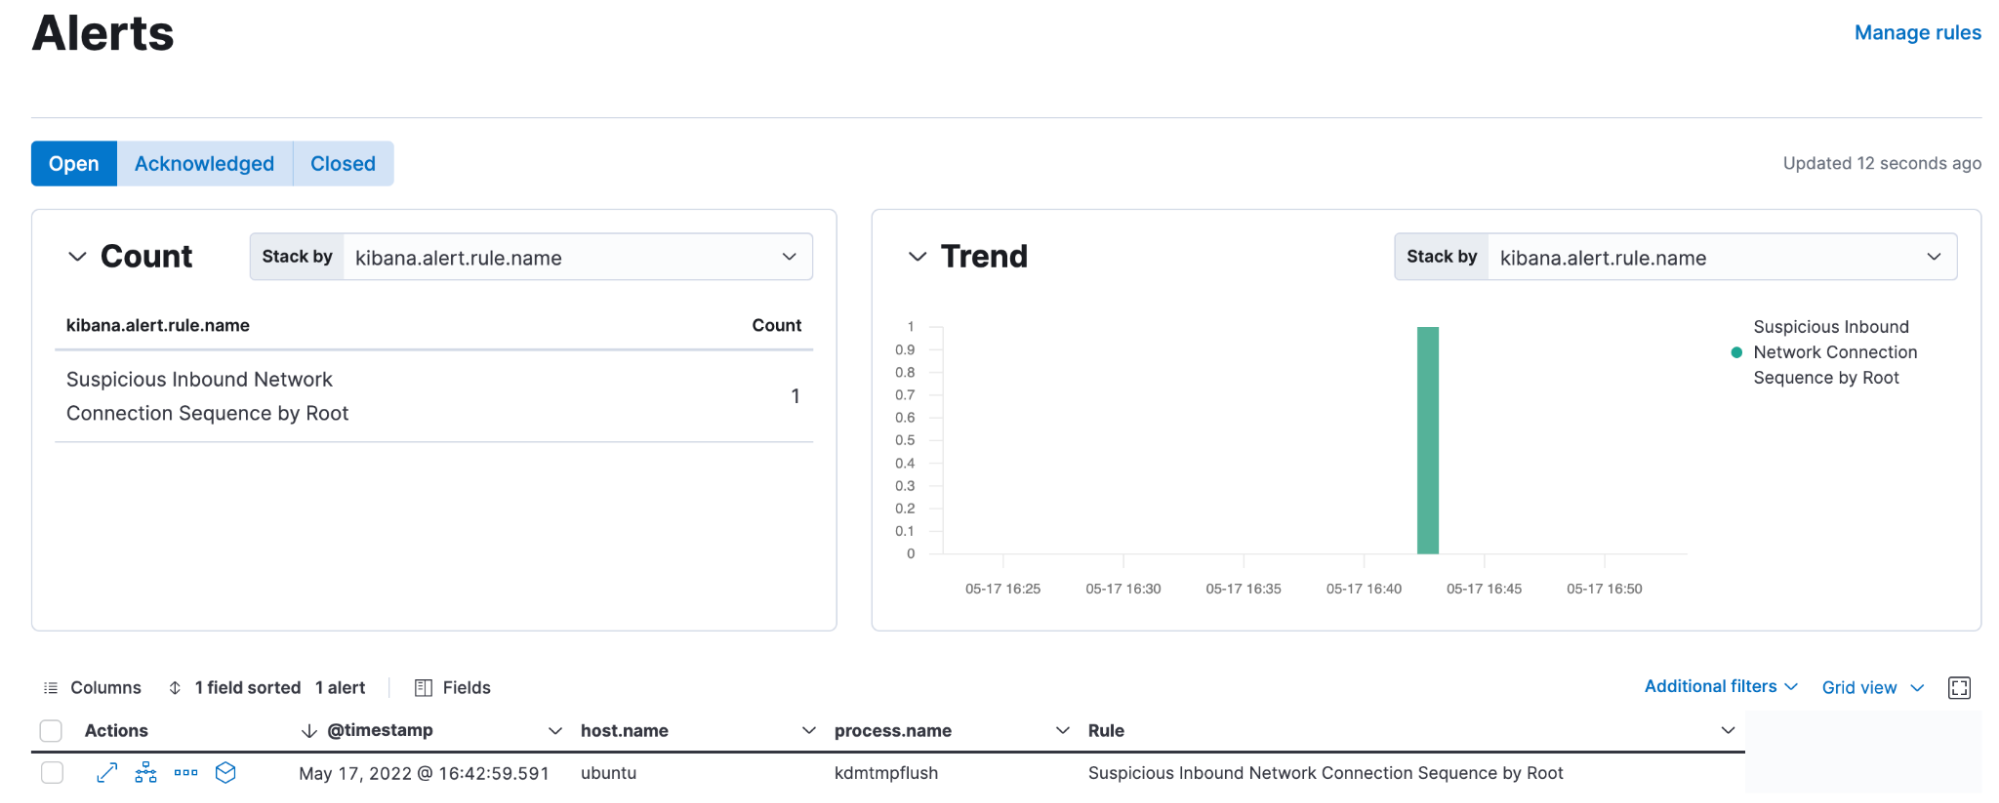 Alerts
Manage rules
Open Acknowledged Closed
Updated 12 seconds ago
Count
Stack by kibana.alert.rule.name
kibana.alert.rule.name Count
Suspicious Inbound Network
Connection Sequence by Root
1
Trend
Stack by kibana.alert.rule.name
1
0.9
0.8
0.7
0.6
0.5
0.4
0.3
0.2
0.1
0
05-17 16:25 05-17 16:30 05-17 16:35 05-17 16:40 05-17 16:45 05-17 16:50
Suspicious Inbound
Network Connection
Sequence by Root
Columns 1 field sorted 1 alert Fields
Additional filters Grid view
Actions @timestamp host.name process.name Rule
May 17, 2022 @ 16:42:59.591 ubuntu kdmtmpflush Suspicious Inbound Network Connection Sequence by Root